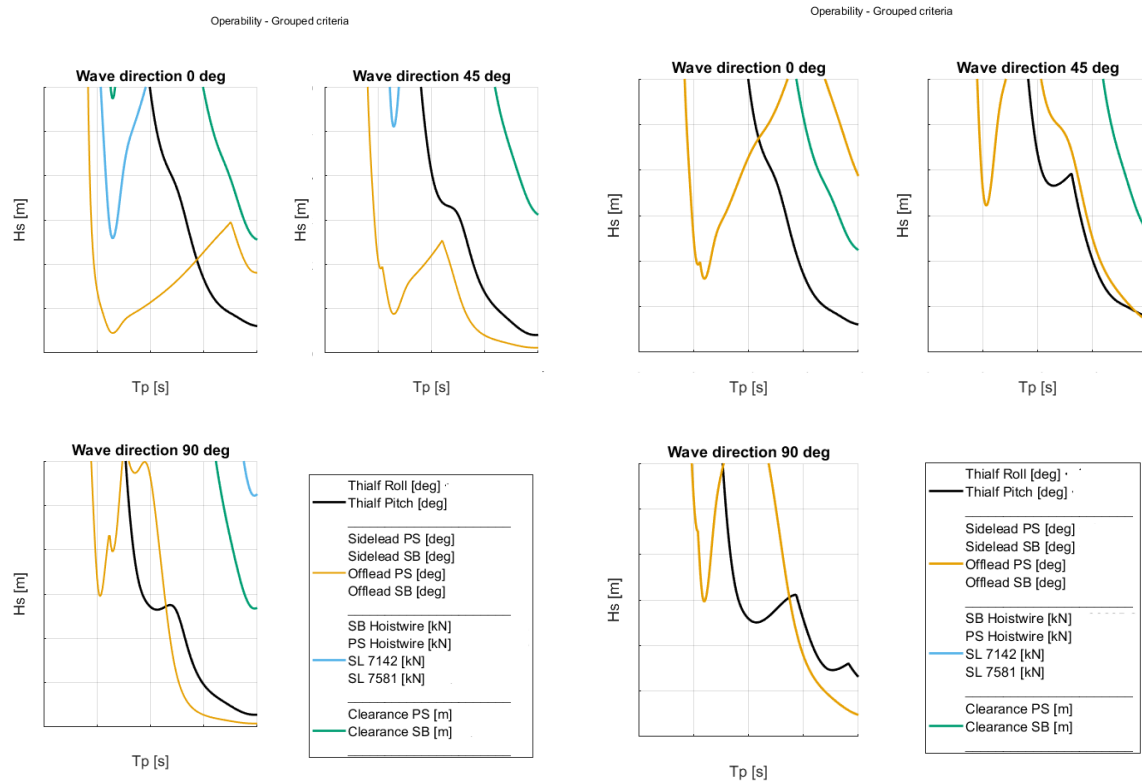 Operability - Grouped criteria
Wave direction 0 deg
Hs [m]
Tp [s]
Wave direction 45 deg
Hs [m]
Tp [s]
Wave direction 90 deg
Hs [m]
Tp [s]
Thialf Roll [deg]
Thialf Pitch [deg]
Sidelead PS [deg]
Sidelead SB [deg]
Offlead PS [deg]
Offlead SB [deg]
SB Hoistwire [kN]
PS Hoistwire [kN]
SL 7142 [kN]
SL 7581 [kN]
Clearance PS [m]
Clearance SB [m]
Operability - Grouped criteria
Wave direction 0 deg
Hs [m]
Tp [s]
Wave direction 45 deg
Hs [m]
Tp [s]
Wave direction 90 deg
Hs [m]
Tp [s]
Thialf Roll [deg]
Thialf Pitch [deg]
Sidelead PS [deg]
Sidelead SB [deg]
Offlead PS [deg]
Offlead SB [deg]
SB Hoistwire [kN]
PS Hoistwire [kN]
SL 7142 [kN]
SL 7581 [kN]
Clearance PS [m]
Clearance SB [m]